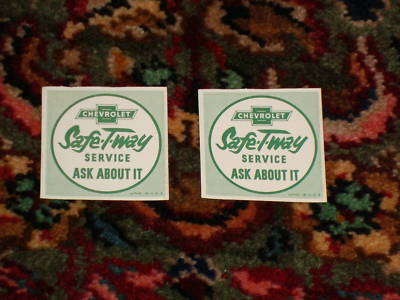 CHEVROLET
Safe-T-way
SERVICE
ASK ABOUT IT
CHEVROLET
Safe-T-way
SERVICE
ASK ABOUT IT